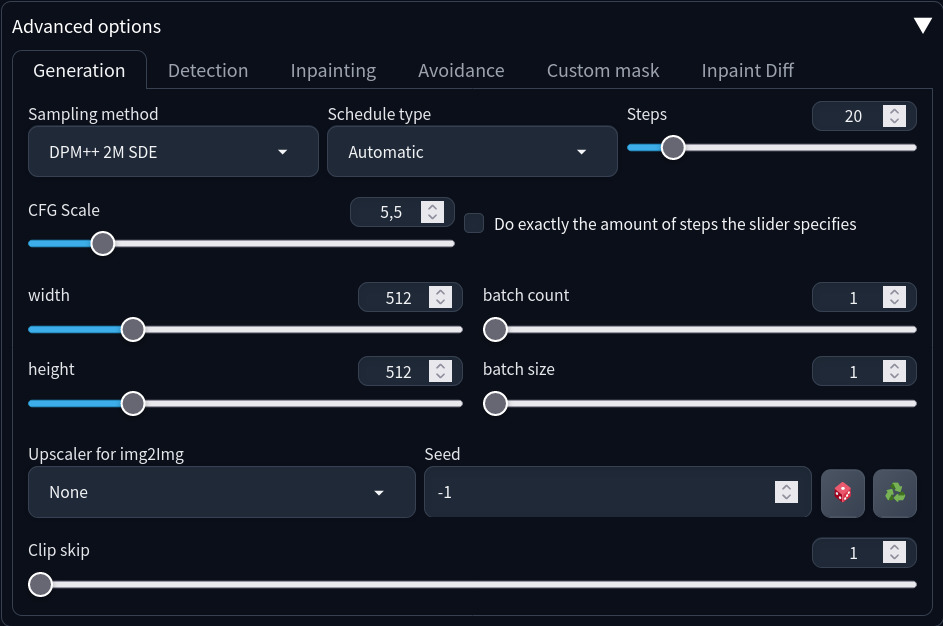 Advanced options
Generation Detection Inpainting Avoidance Custom mask Inpaint Diff
Sampling method Schedule type Steps 20
DPM++ 2M SDE Automatic
CFG Scale 5,5 Do exactly the amount of steps the slider specifies
width 512 batch count 1
height 512 batch size 1
Upscaler for img2Img Seed
None -1
Clip skip 1